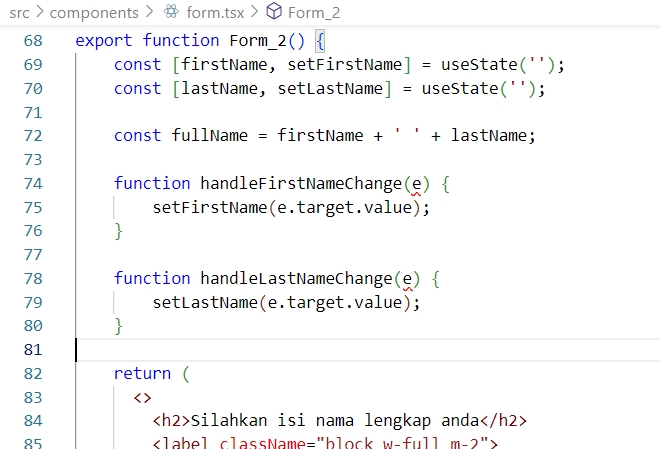 src > components > form.tsx > Form_2
68 export function Form_2() {
69 const [firstName, setFirstName] = useState('');
70 const [lastName, setLastName] = useState('');
71
72 const fullName = firstName + ' ' + lastName;
73
74 function handleFirstNameChange(e) {
75 setFirstName(e.target.value);
76 }
77
78 function handleLastNameChange(e) {
79 setLastName(e.target.value);
80 }
81
82 return (
83 <>
84 <h2>Silahkan isi nama lengkap anda</h2>
85 <label className="block w-full m-2">